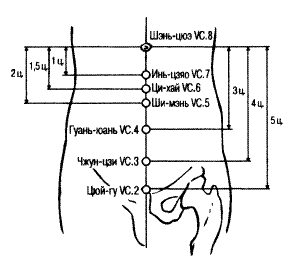 Шэнь-цюэ VC.8
Инь-цзяо VC.7
Ци-хай VC.6
Ши-мэнь VC.5
Гуань-юань VC.4
Чжун-цзи VC.3
Цюй-гу VC.2
2 ц.
1,5 ц.
1 ц.
3 ц.
4 ц.
5 ц.